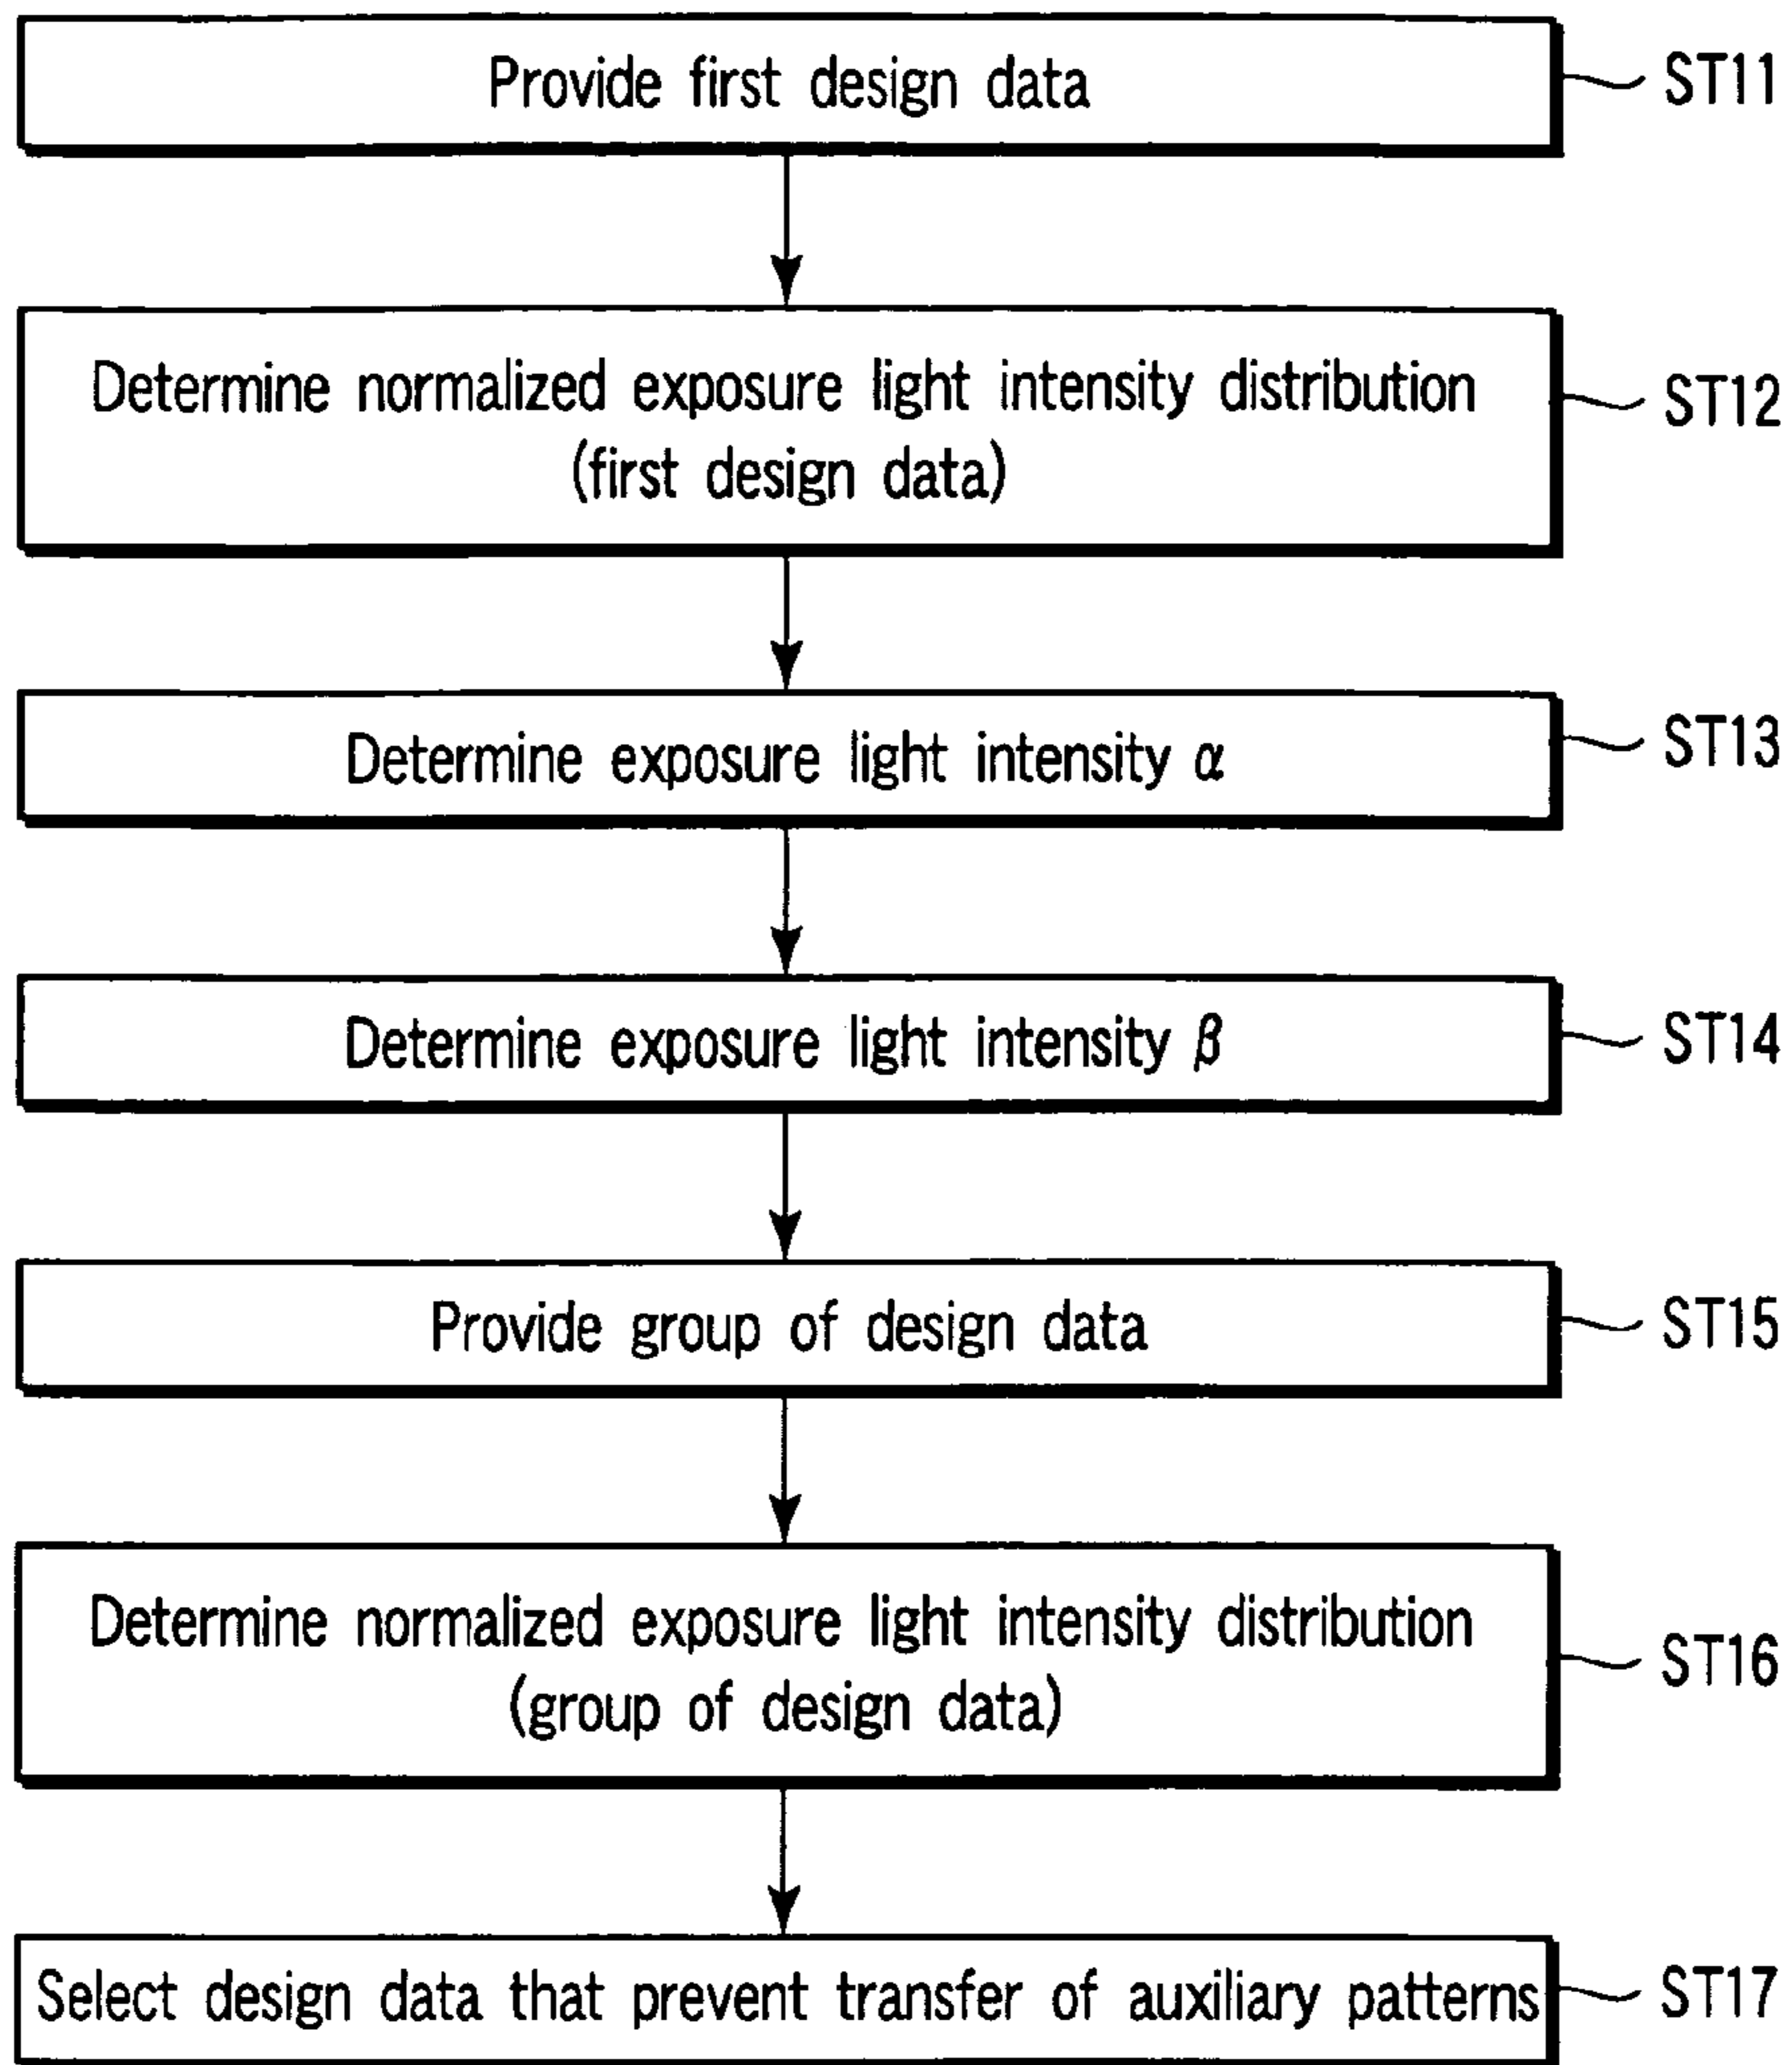 Provide first design data
ST11
Determine normalized exposure light intensity distribution
(first design data)
ST12
Determine exposure light intensity α
ST13
Determine exposure light intensity β
ST14
Provide group of design data
ST15
Determine normalized exposure light intensity distribution
(group of design data)
ST16
Select design data that prevent transfer of auxiliary patterns
ST17